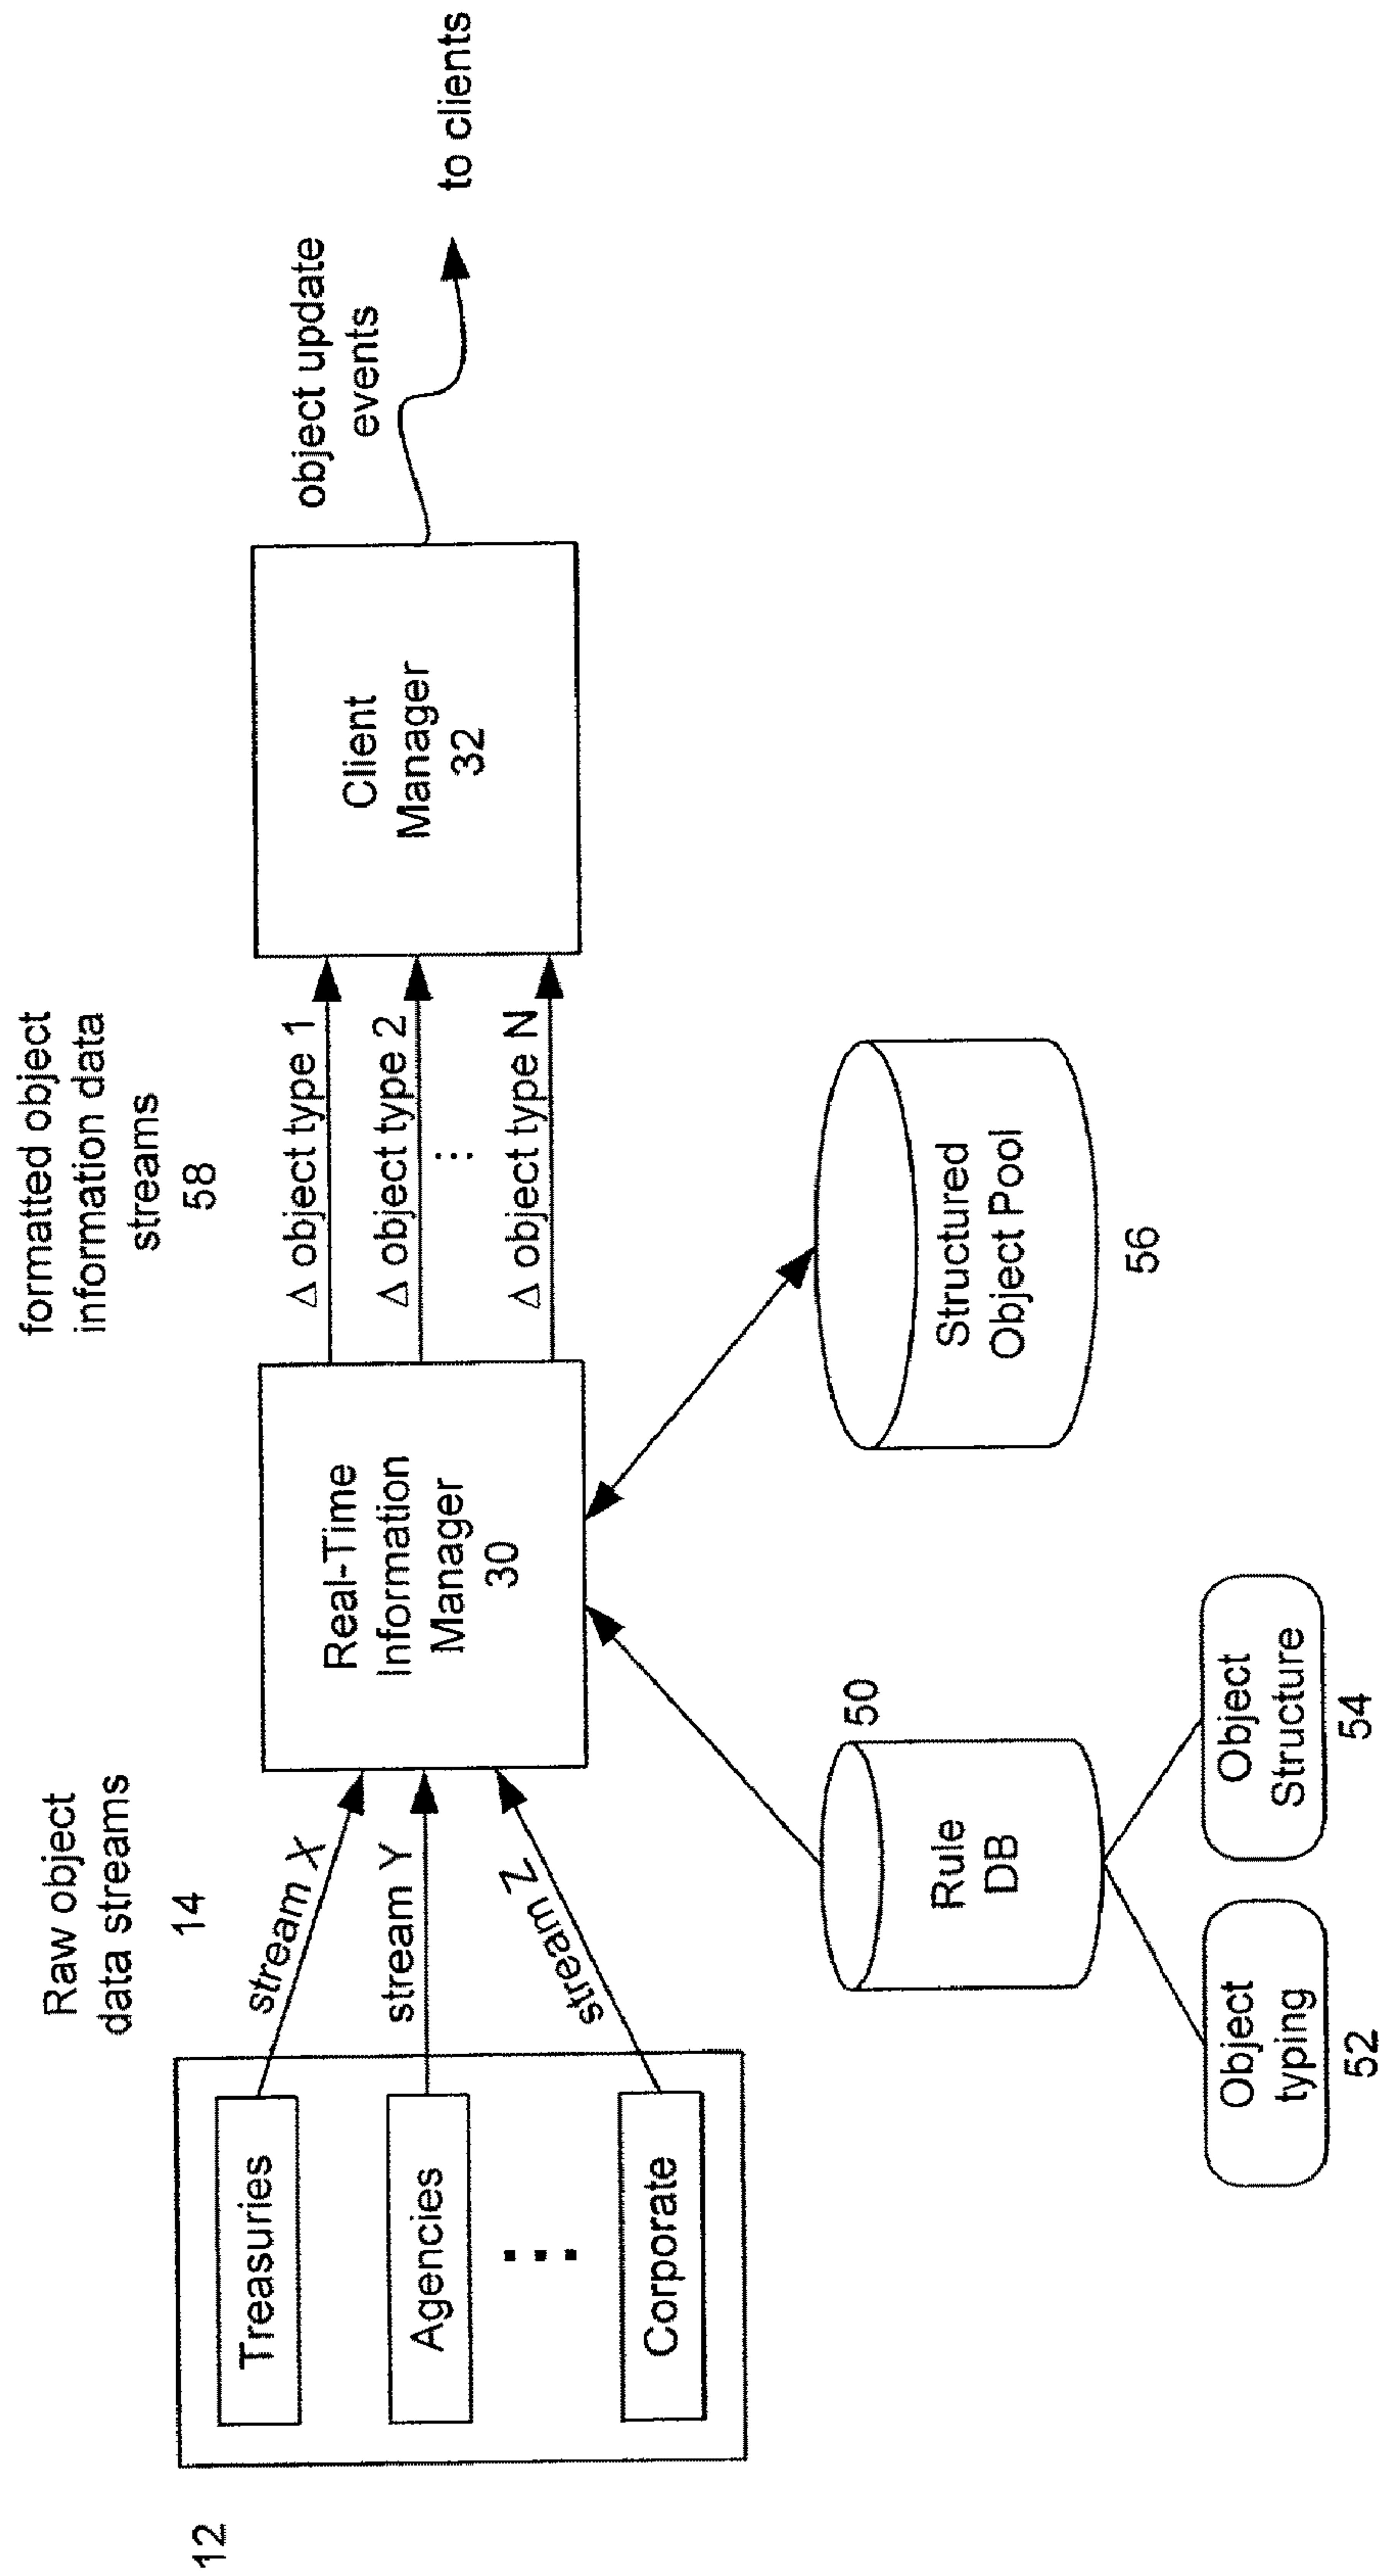 12
Treasuries
Agencies
Corporate
Raw object
data streams
14
stream X
stream Y
stream Z
Real-Time
Information
Manager
30
formatted object
information data
streams
58
Δ object type 1
Δ object type 2
Δ object type N
Client
Manager
32
object update
events
to clients
Rule
DB
50
Object
typing
52
Object
Structure
54
Structured
Object Pool
56